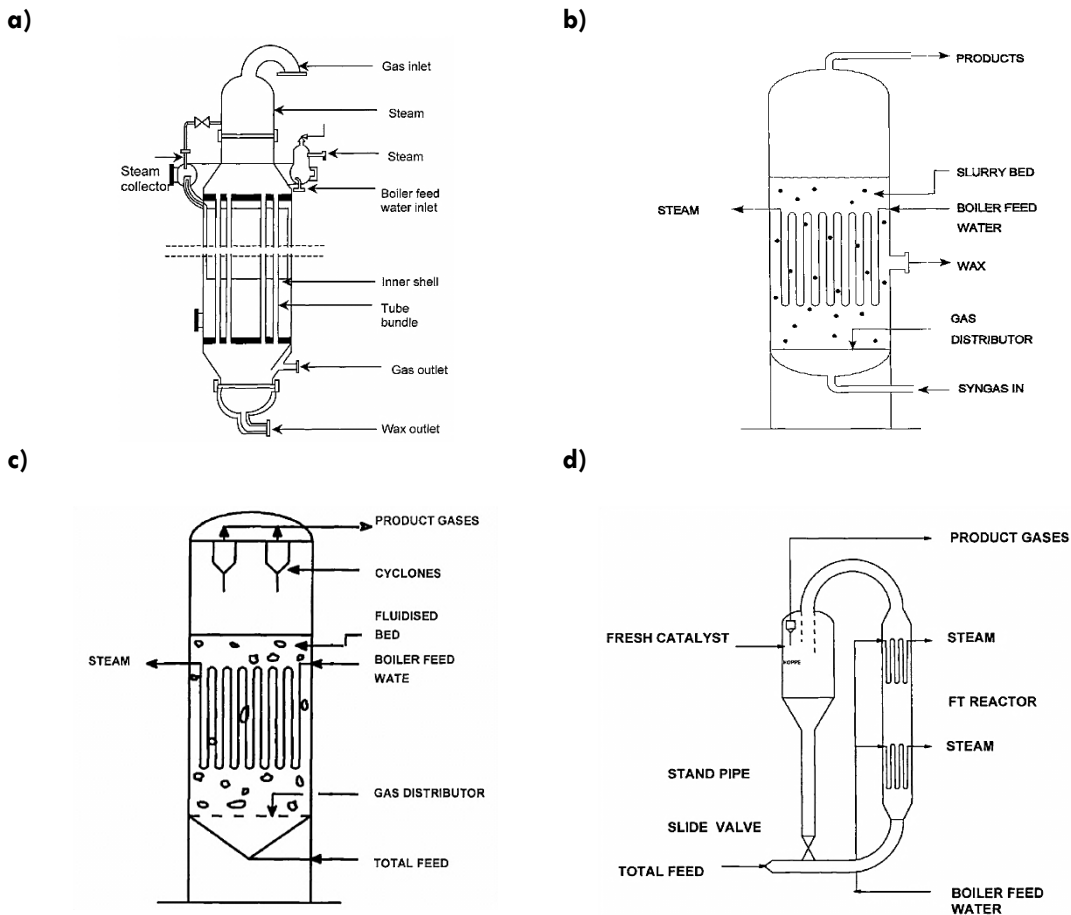 a)
Gas inlet
Steam
Steam
Steam
collector
Boiler feed
water inlet
Inner shell
Tube
bundle
Gas outlet
Wax outlet
b)
PRODUCTS
SLURRY BED
STEAM
BOILER FEED
WATER
WAX
GAS
DISTRIBUTOR
SYNGAS IN
c)
PRODUCT GASES
CYCLONES
FLUIDISED
BED
STEAM
BOILER FEED
WATE
GAS DISTRIBUTOR
TOTAL FEED
d)
PRODUCT GASES
FRESH CATALYST
HOPPE
STEAM
FT REACTOR
STEAM
STAND PIPE
SLIDE VALVE
TOTAL FEED
BOILER FEED
WATER